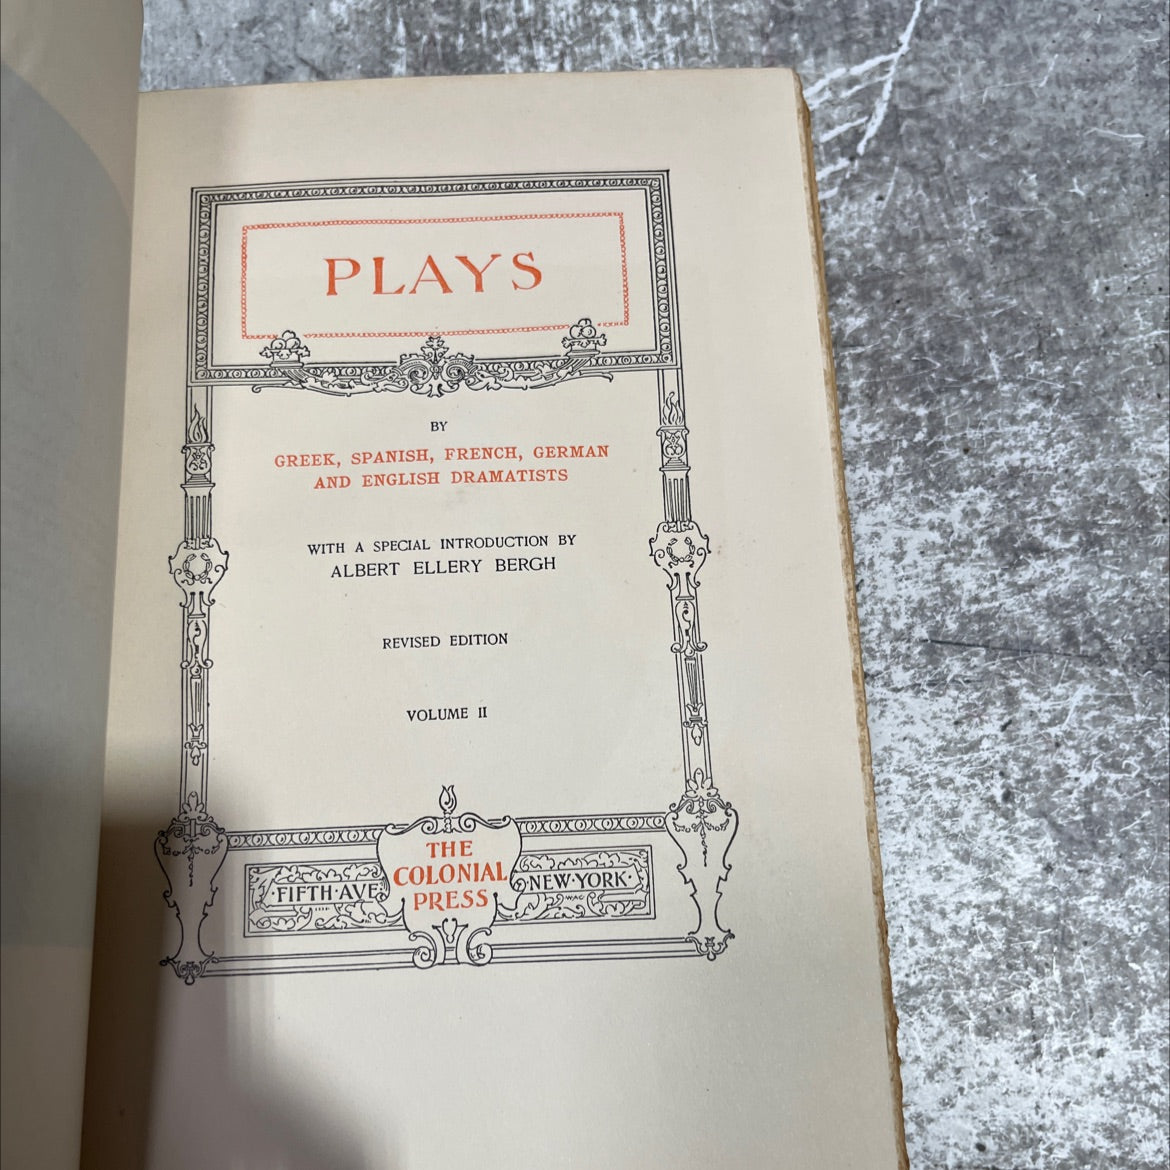 PLAYS
BY
GREEK, SPANISH, FRENCH, GERMAN
AND ENGLISH DRAMATISTS
WITH A SPECIAL INTRODUCTION BY
ALBERT ELLERY BERGH
REVISED EDITION
VOLUME II
THE
COLONIAL
PRESS
·FIFTH·AVE·
·NEW·YORK·